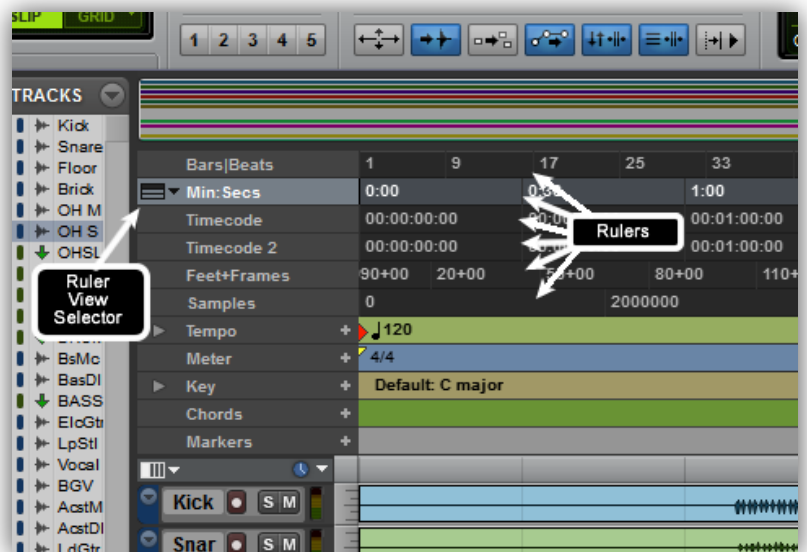 SLIP GRID
1 2 3 4 5
TRACKS
Kick
Snare
Floor
Brick
OH M
OH S
OHSL
BsMc
BasDI
BASS
ElcGtr
LpStl
Vocal
BGV
AcstM
AcstDI
LdGtr
Bars|Beats 1 9 17 25 33
Min:Secs 0:00 1:00
Timecode 00:00:00:00 00:01:00:00
Timecode 2 00:00:00:00 00:01:00:00
Feet+Frames 90+00 20+00 80+00 110+
Samples 0 2000000
Tempo + 120
Meter + 4/4
Key + Default: C major
Chords +
Markers +
Rulers
Ruler
View
Selector
Kick S M
Snar S M